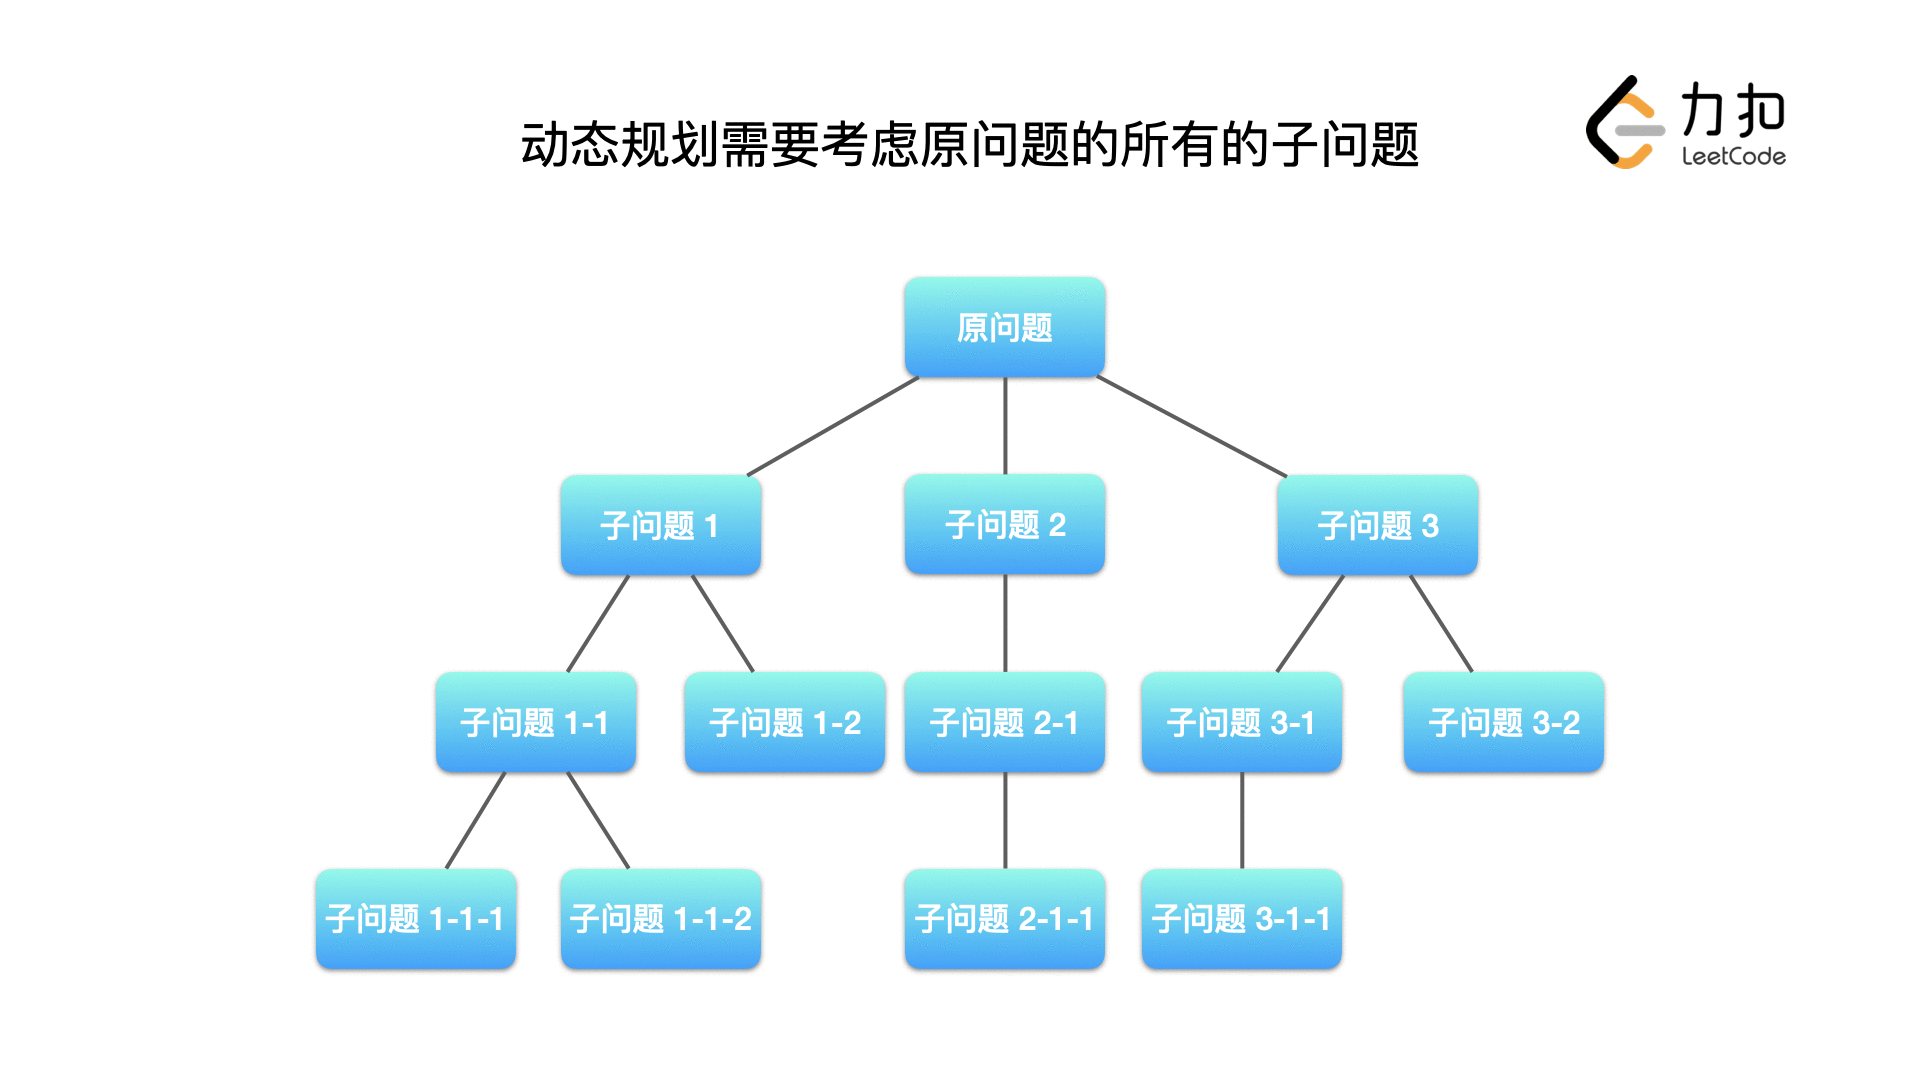 动态规划需要考虑原问题的所有的子问题
力扣
LeetCode
原问题
子问题 1
子问题 2
子问题 3
子问题 1-1
子问题 1-2
子问题 2-1
子问题 3-1
子问题 3-2
子问题 1-1-1
子问题 1-1-2
子问题 2-1-1
子问题 3-1-1